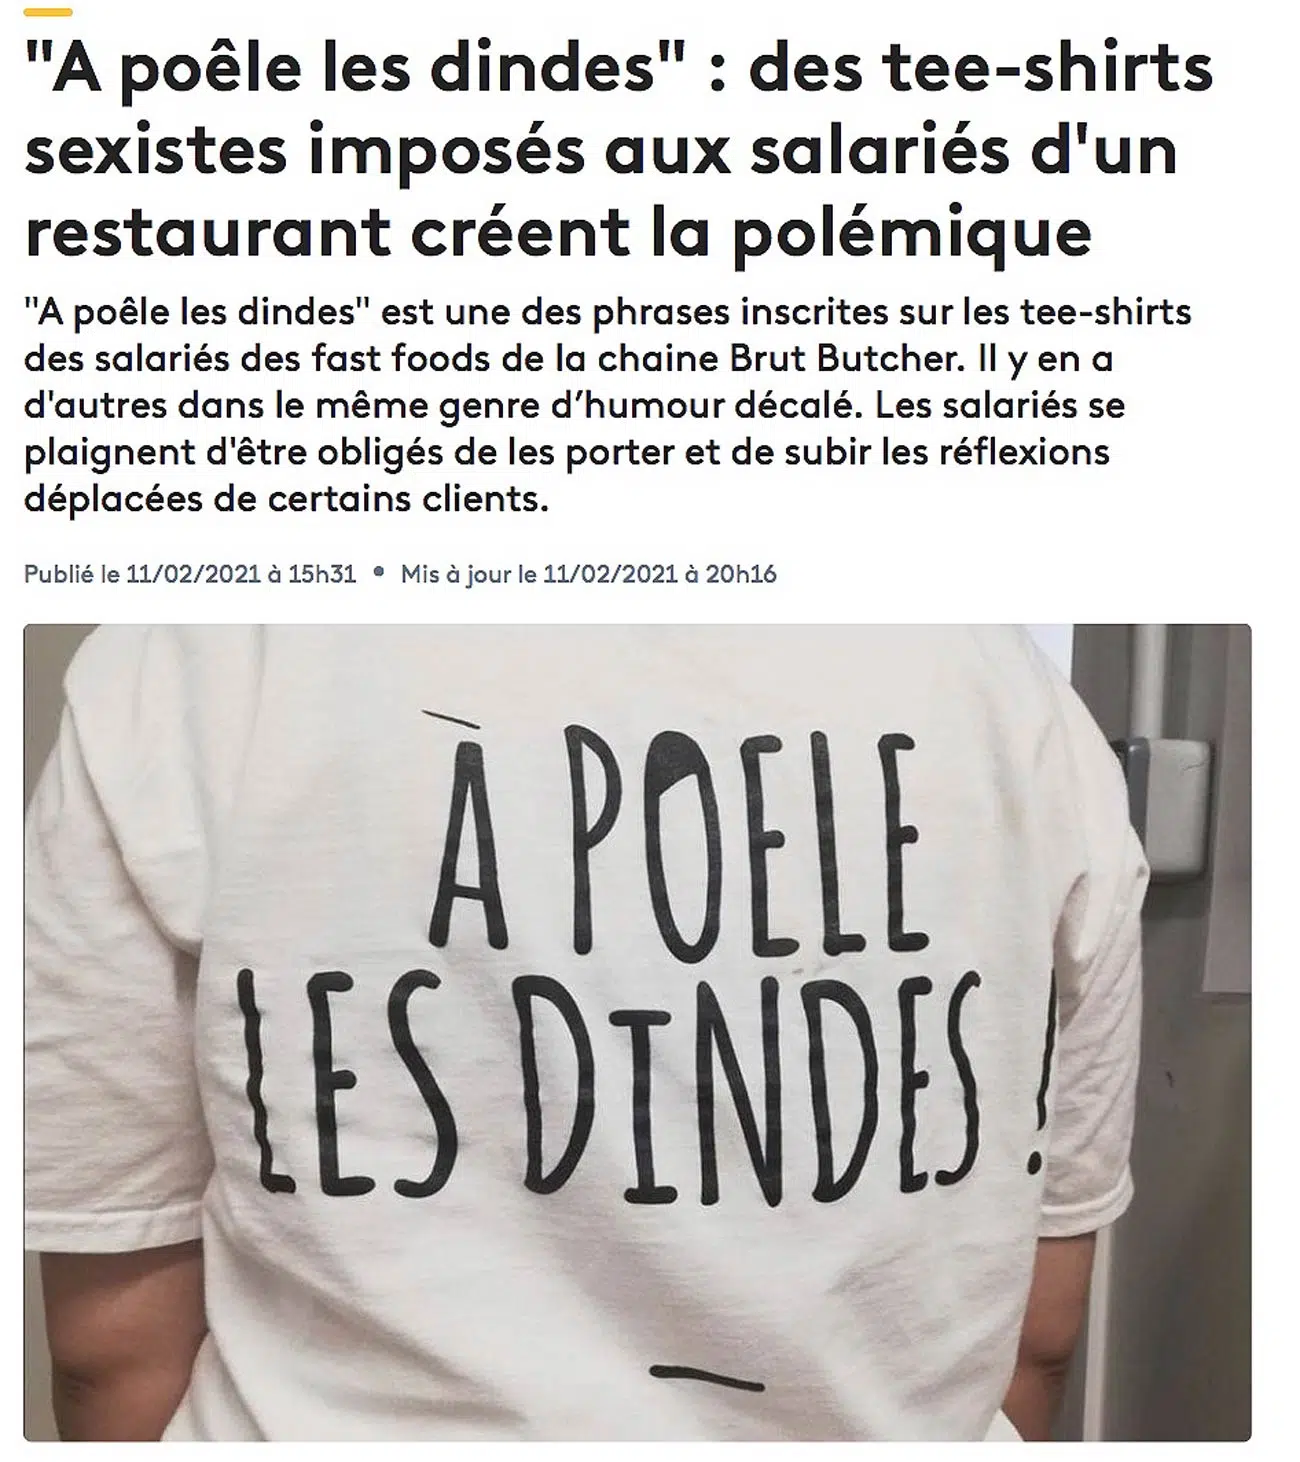 "A poêle les dindes" : des tee-shirts
sexistes imposés aux salariés d'un
restaurant créent la polémique
"A poêle les dindes" est une des phrases inscrites sur les tee-shirts
des salariés des fast foods de la chaine Brut Butcher. Il y en a
d'autres dans le même genre d’humour décalé. Les salariés se
plaignent d'être obligés de les porter et de subir les réflexions
déplacées de certains clients.
Publié le 11/02/2021 à 15h31 • Mis à jour le 11/02/2021 à 20h16
À POELE
LES DINDES !